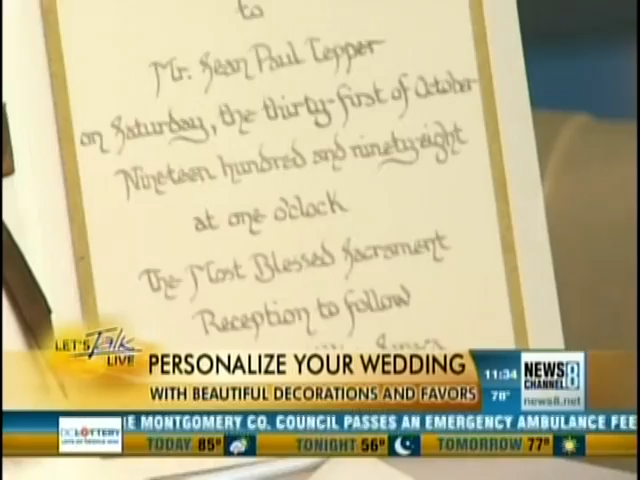 to
Mr. Sean Paul Tepper
on Saturday, the thirty-first of October
Nineteen hundred and ninety-eight
at one o'clock
The Most Blessed Sacrament
Reception to follow
LET'S Talk LIVE
PERSONALIZE YOUR WEDDING
WITH BEAUTIFUL DECORATIONS AND FAVORS
11:34
78°
NEWS CHANNEL 8
news8.net
DC LOTTERY
E MONTGOMERY CO. COUNCIL PASSES AN EMERGENCY AMBULANCE FEE
TODAY 85° TONIGHT 56° TOMORROW 77°